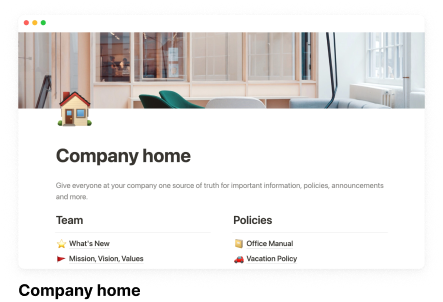 Company home
Give everyone at your company one source of truth for important information, policies, announcements
and more.
Team
Policies
What's New
Office Manual
Mission, Vision, Values
Vacation Policy
Company home